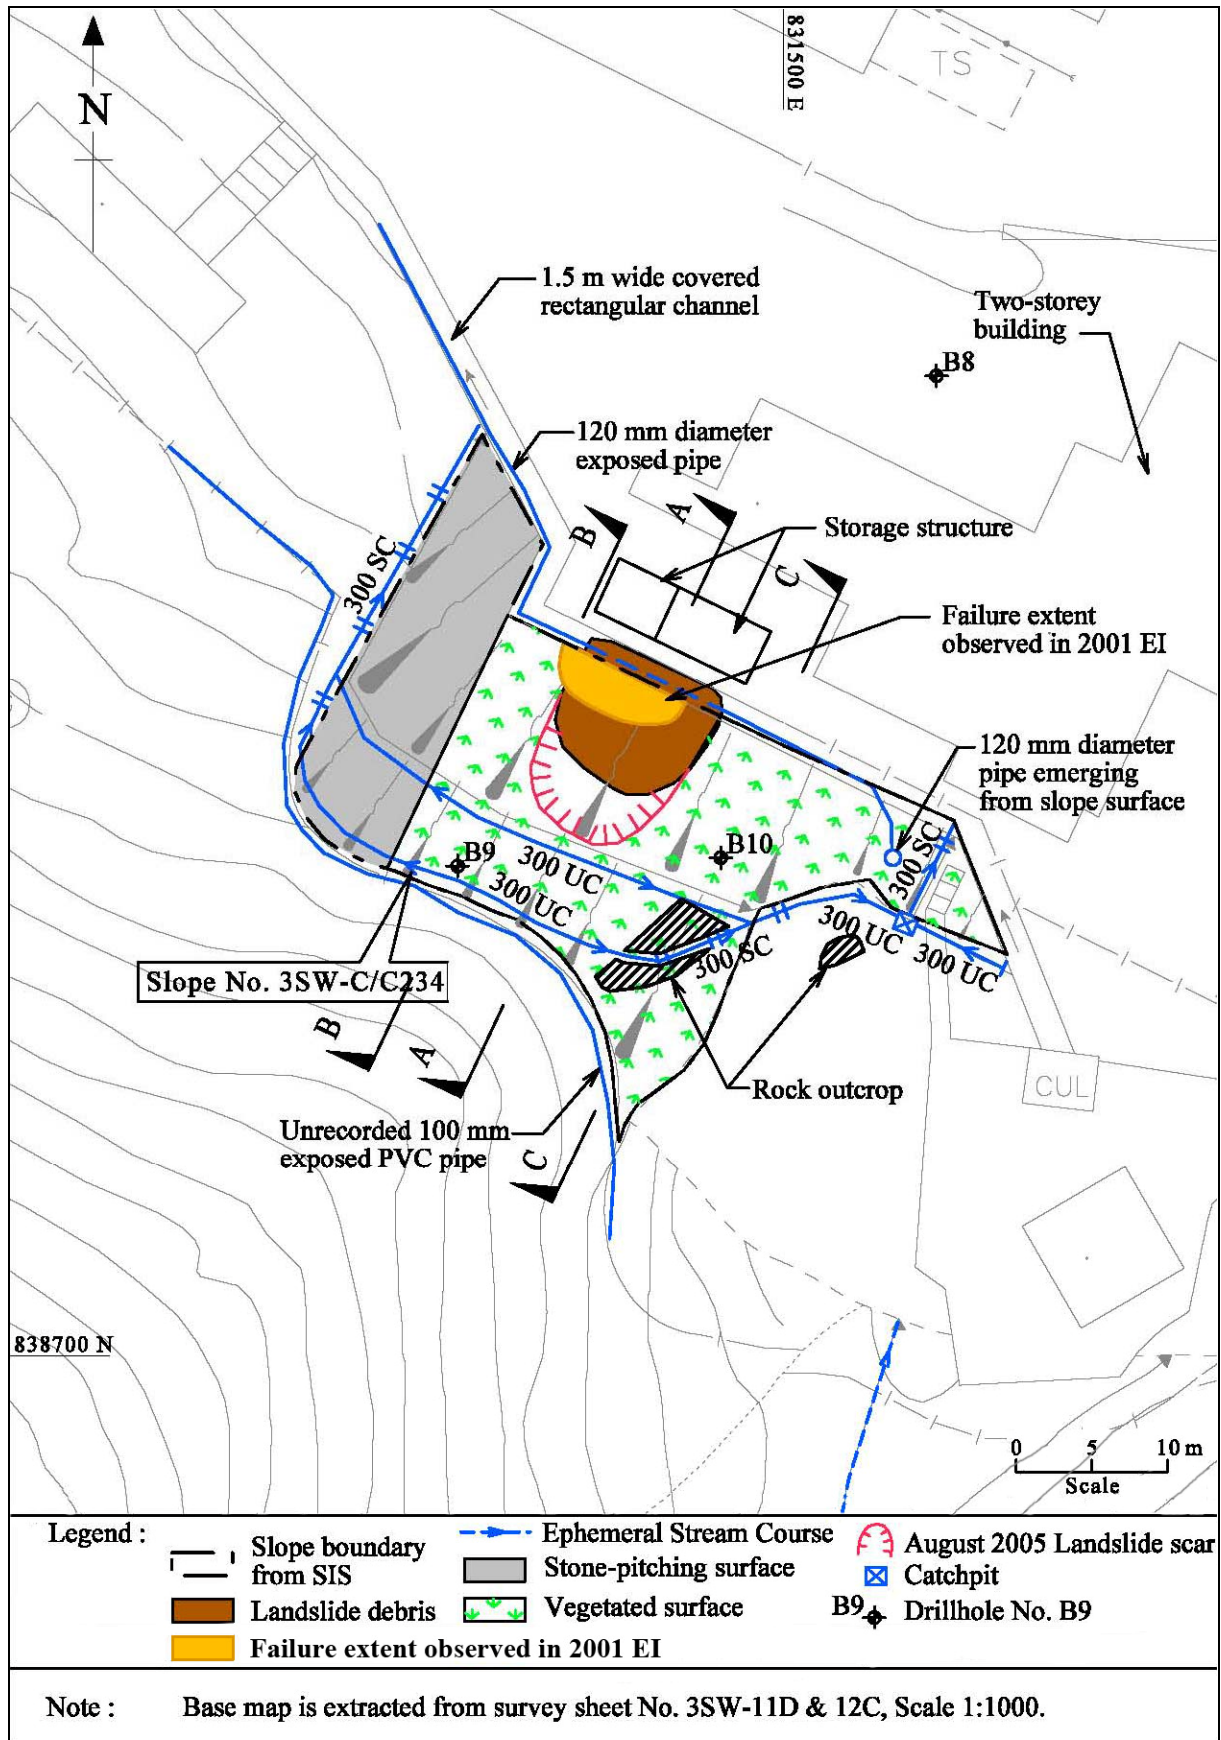 831500 E
TS
N
1.5 m wide covered
rectangular channel
Two-storey
building
B8
120 mm diameter
exposed pipe
A
B
Storage structure
C
300 SC
Failure extent
observed in 2001 EI
120 mm diameter
pipe emerging
from slope surface
300 SC
B10
B9
300 UC
300 UC
300 UC
300 SC
300 UC
Slope No. 3SW-C/C234
B
A
CUL
Rock outcrop
Unrecorded 100 mm
exposed PVC pipe
C
838700 N
0 5 10 m
Scale
Legend :
Slope boundary
from SIS
Ephemeral Stream Course
August 2005 Landslide scar
Stone-pitching surface
Catchpit
Landslide debris
Vegetated surface
B9
Drillhole No. B9
Failure extent observed in 2001 EI
Note : Base map is extracted from survey sheet No. 3SW-11D & 12C, Scale 1:1000.